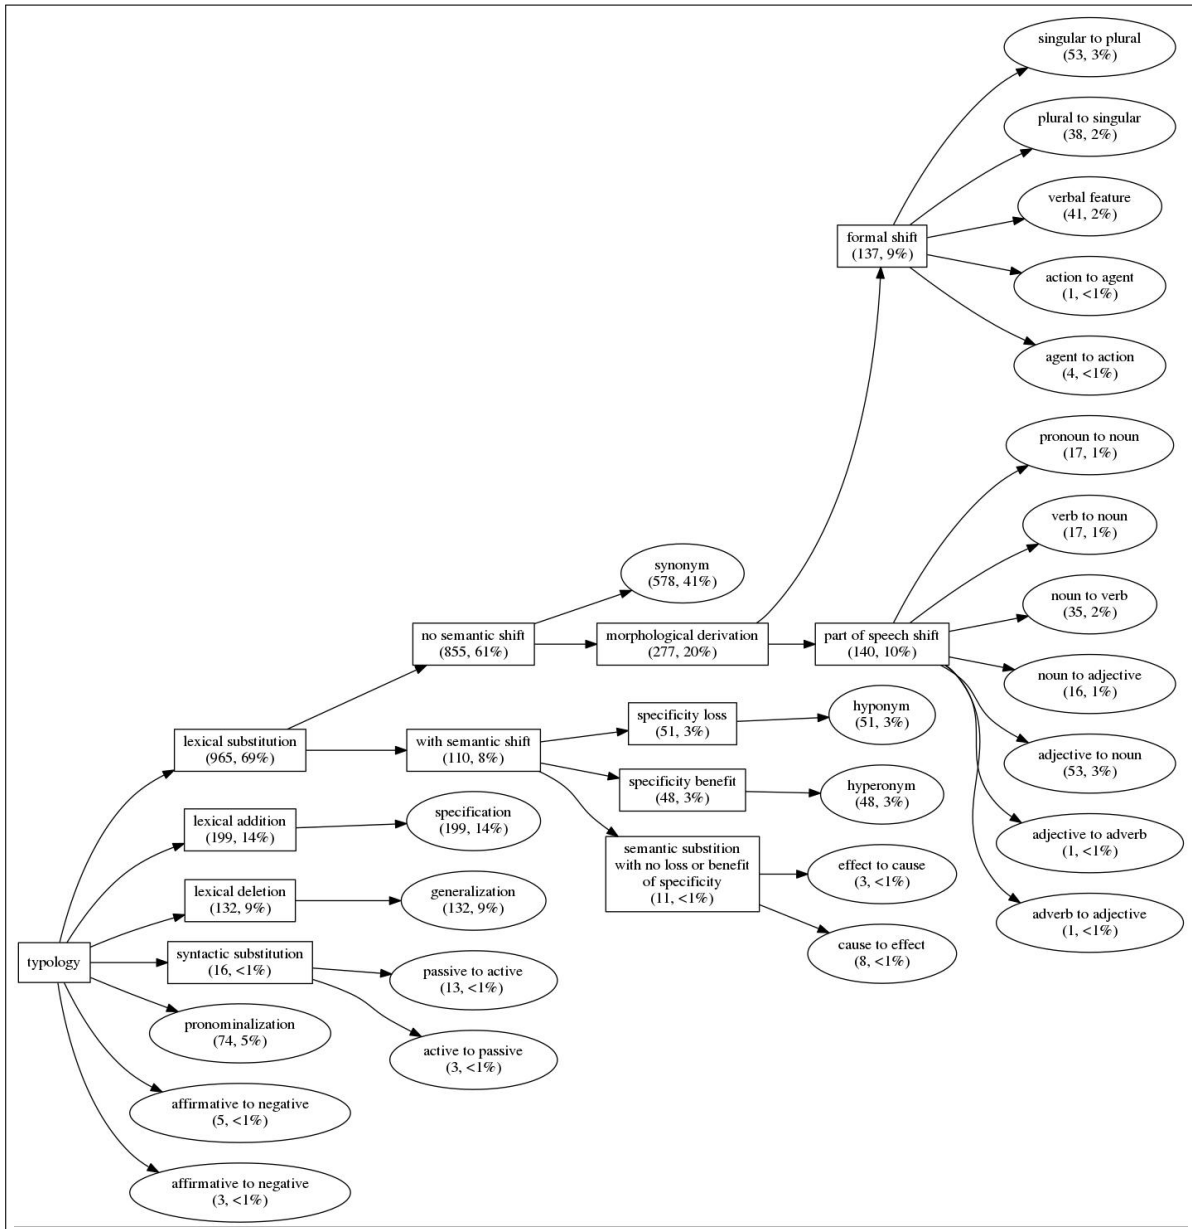 singular to plural
(53, 3%)
plural to singular
(38, 2%)
verbal feature
(41, 2%)
formal shift
(137, 9%)
action to agent
(1, <1%)
agent to action
(4, <1%)
pronoun to noun
(17, 1%)
verb to noun
(17, 1%)
synonym
(578, 41%)
noun to verb
(35, 2%)
no semantic shift
(855, 61%)
morphological derivation
(277, 20%)
part of speech shift
(140, 10%)
noun to adjective
(16, 1%)
lexical substitution
(965, 69%)
with semantic shift
(110, 8%)
specificity loss
(51, 3%)
hyponym
(51, 3%)
adjective to noun
(53, 3%)
specificity benefit
(48, 3%)
hyperonym
(48, 3%)
lexical addition
(199, 14%)
specification
(199, 14%)
adjective to adverb
(1, <1%)
semantic substition
with no loss or benefit
of specificity
(11, <1%)
effect to cause
(3, <1%)
lexical deletion
(132, 9%)
generalization
(132, 9%)
adverb to adjective
(1, <1%)
cause to effect
(8, <1%)
typology
syntactic substitution
(16, <1%)
passive to active
(13, <1%)
pronominalization
(74, 5%)
active to passive
(3, <1%)
affirmative to negative
(5, <1%)
affirmative to negative
(3, <1%)